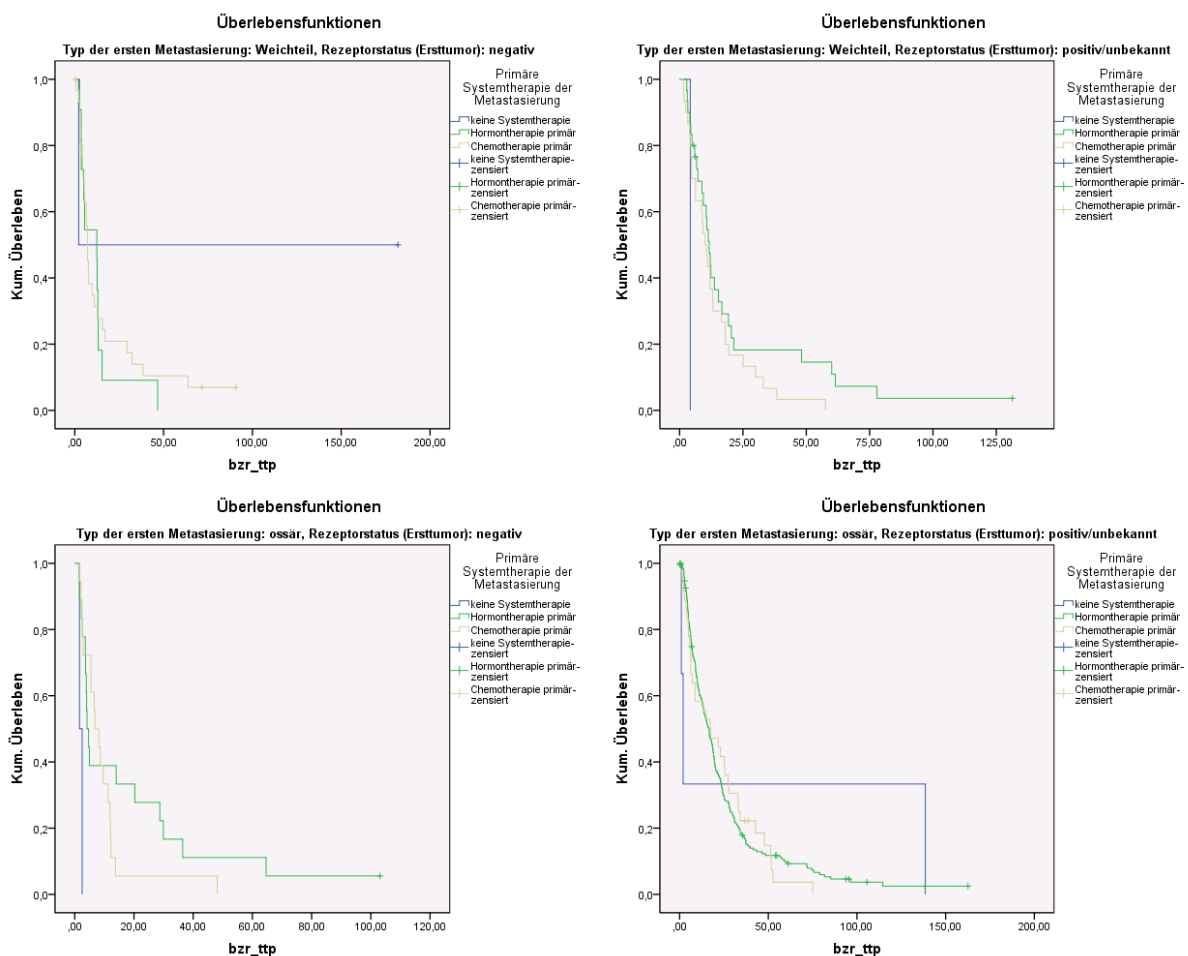 Überlebensfunktionen
Typ der ersten Metastasierung: Weichteil, Rezeptorstatus (Ersttumor): negativ
Kum. Überleben
1,0
0,8
0,6
0,4
0,2
0,0
,00
50,00
100,00
150,00
200,00
bzr_ttp
Primäre
Systemtherapie der
Metastasierung
keine Systemtherapie
Hormontherapie primär
Chemotherapie primär
keine Systemtherapie-
zensiert
Hormontherapie primär-
zensiert
Chemotherapie primär-
zensiert
Überlebensfunktionen
Typ der ersten Metastasierung: Weichteil, Rezeptorstatus (Ersttumor): positiv/unbekannt
Kum. Überleben
1,0
0,8
0,6
0,4
0,2
0,0
,00
25,00
50,00
75,00
100,00
125,00
bzr_ttp
Primäre
Systemtherapie der
Metastasierung
keine Systemtherapie
Hormontherapie primär
Chemotherapie primär
keine Systemtherapie-
zensiert
Hormontherapie primär-
zensiert
Chemotherapie primär-
zensiert
Überlebensfunktionen
Typ der ersten Metastasierung: ossär, Rezeptorstatus (Ersttumor): negativ
Kum. Überleben
1,0
0,8
0,6
0,4
0,2
0,0
,00
20,00
40,00
60,00
80,00
100,00
120,00
bzr_ttp
Primäre
Systemtherapie der
Metastasierung
keine Systemtherapie
Hormontherapie primär
Chemotherapie primär
keine Systemtherapie-
zensiert
Hormontherapie primär-
zensiert
Chemotherapie primär-
zensiert
Überlebensfunktionen
Typ der ersten Metastasierung: ossär, Rezeptorstatus (Ersttumor): positiv/unbekannt
Kum. Überleben
1,0
0,8
0,6
0,4
0,2
0,0
,00
50,00
100,00
150,00
200,00
bzr_ttp
Primäre
Systemtherapie der
Metastasierung
keine Systemtherapie
Hormontherapie primär
Chemotherapie primär
keine Systemtherapie-
zensiert
Hormontherapie primär-
zensiert
Chemotherapie primär-
zensiert